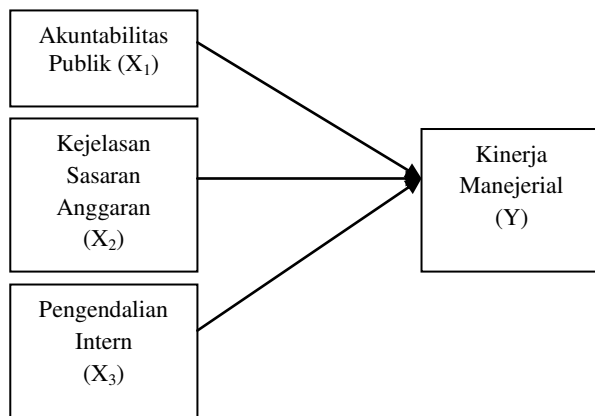 Akuntabilitas
Publik (X₁)
Kejelasan
Sasaran
Anggaran
(X₂)
Pengendalian
Intern
(X₃)
Kinerja
Manejerial
(Y)